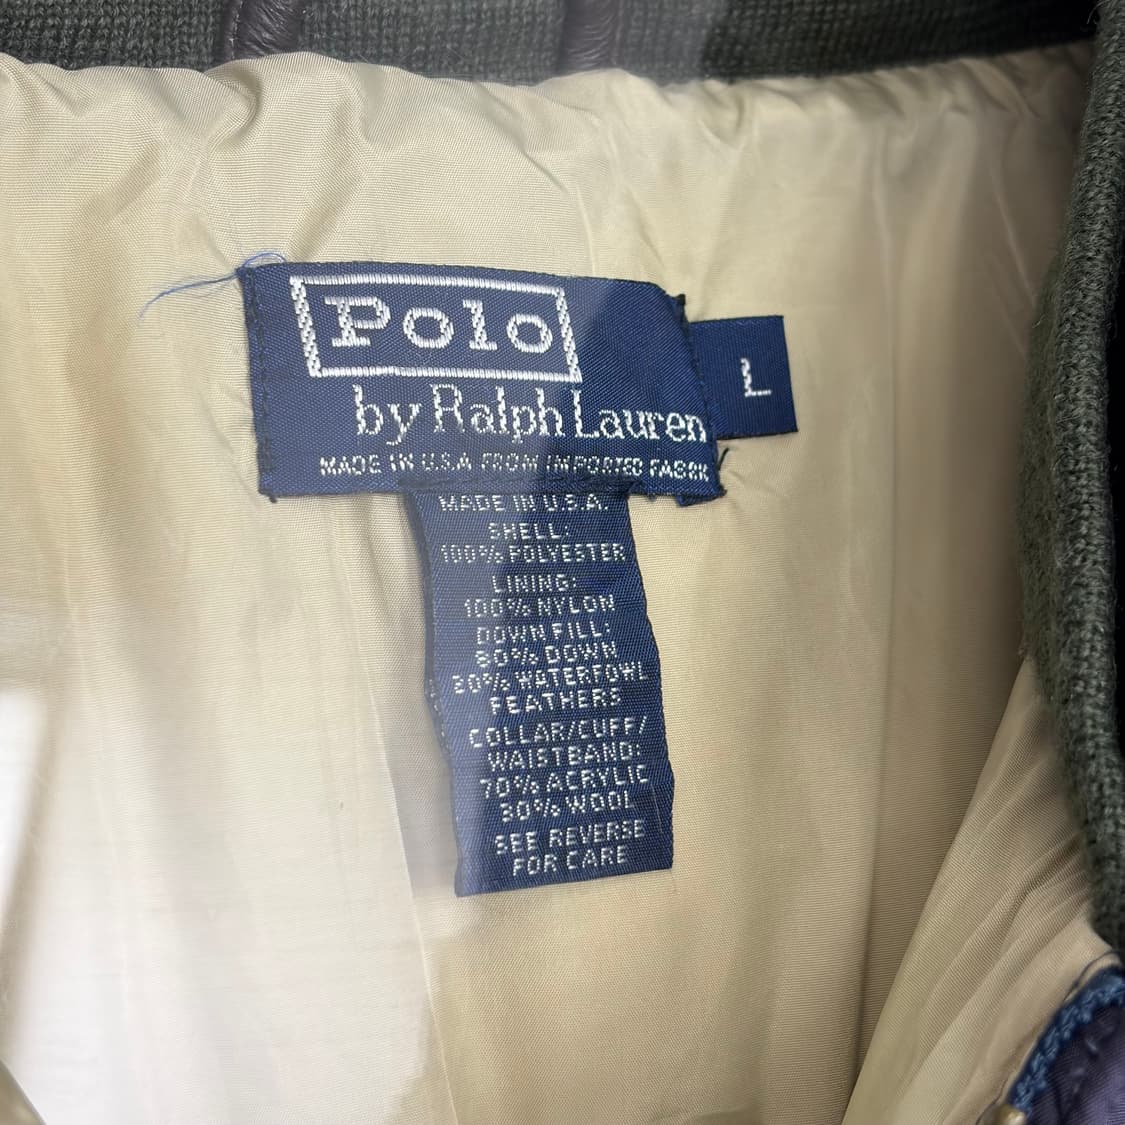 Polo
by Ralph Lauren
MADE IN U.S.A FROM IMPORTED FABRIC
L
MADE IN U.S.A.
SHELL:
100% POLYESTER
LINING:
100% NYLON
DOWN FILL:
80% DOWN
20% WATERFOWL
FEATHERS
COLLAR/CUFF/
WAISTBAND:
70% ACRYLIC
30% WOOL
SEE REVERSE
FOR CARE